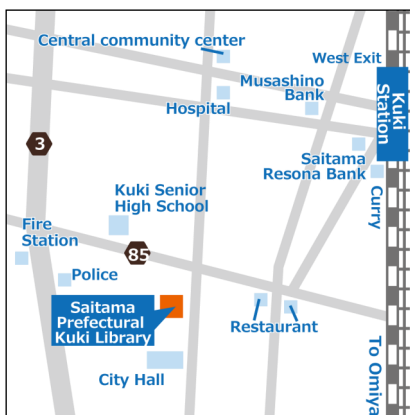 Central community center
West Exit
Kuki
Station
Musashino
Bank
Hospital
3
Saitama
Resona Bank
Kuki Senior
High School
Curry
Fire
Station
85
Police
Saitama
Prefectural
Kuki Library
Restaurant
City Hall
To Omiya